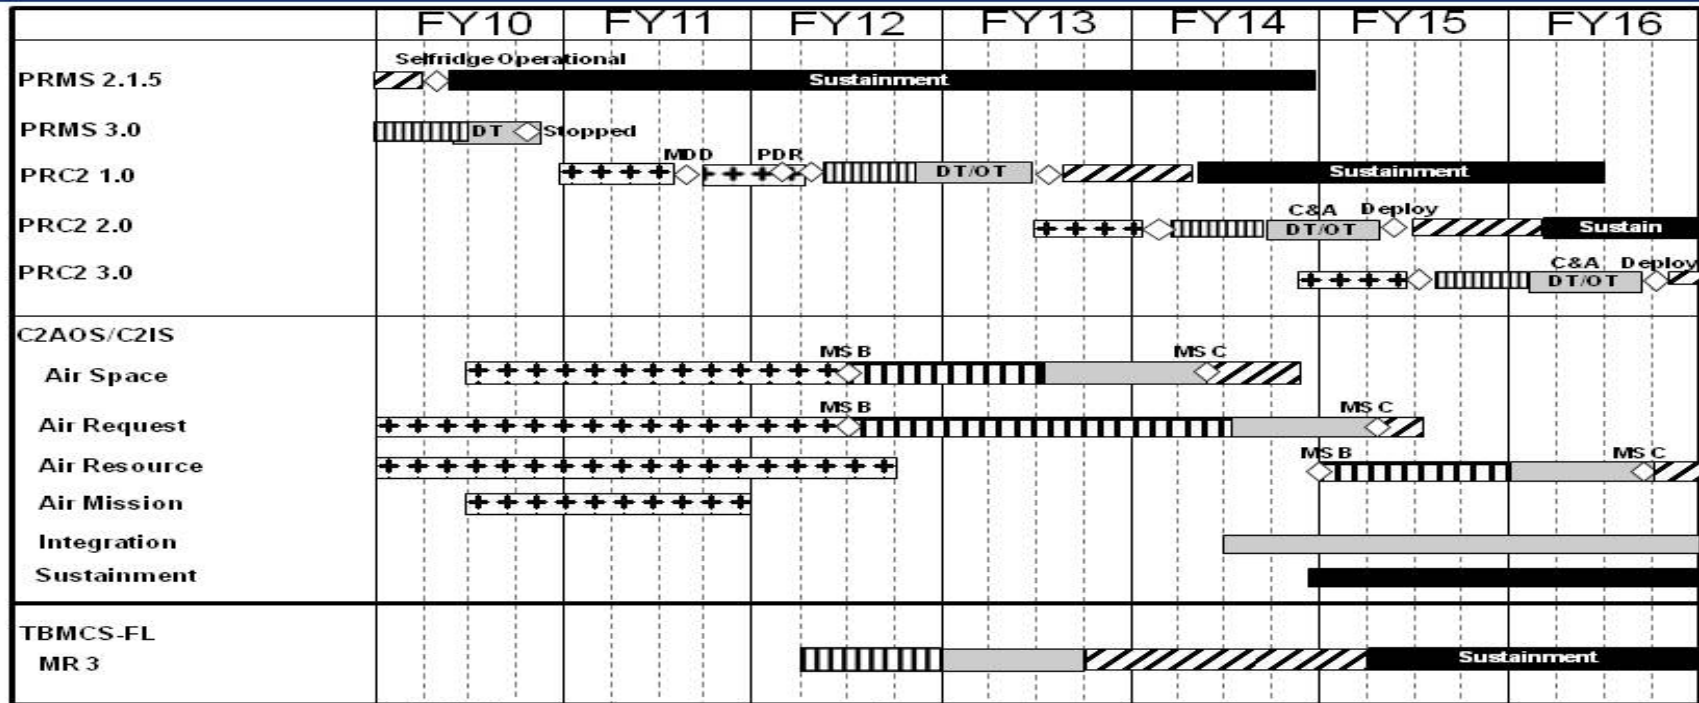 FY10 FY11 FY12 FY13 FY14 FY15 FY16
Selfridge Operational
PRMS 2.1.5 Sustainment
PRMS 3.0 DT Stopped
MDD PDR
PRC2 1.0 DT/OT Sustainment
C&A Deploy
PRC2 2.0 DT/OT Sustain
C&A Deploy
PRC2 3.0 DT/OT
C2AOS/C2IS
MS B MS C
Air Space
MS B MS C
Air Request
MS B MS C
Air Resource
Air Mission
Integration
Sustainment
TBMCS-FL
MR 3 Sustainment